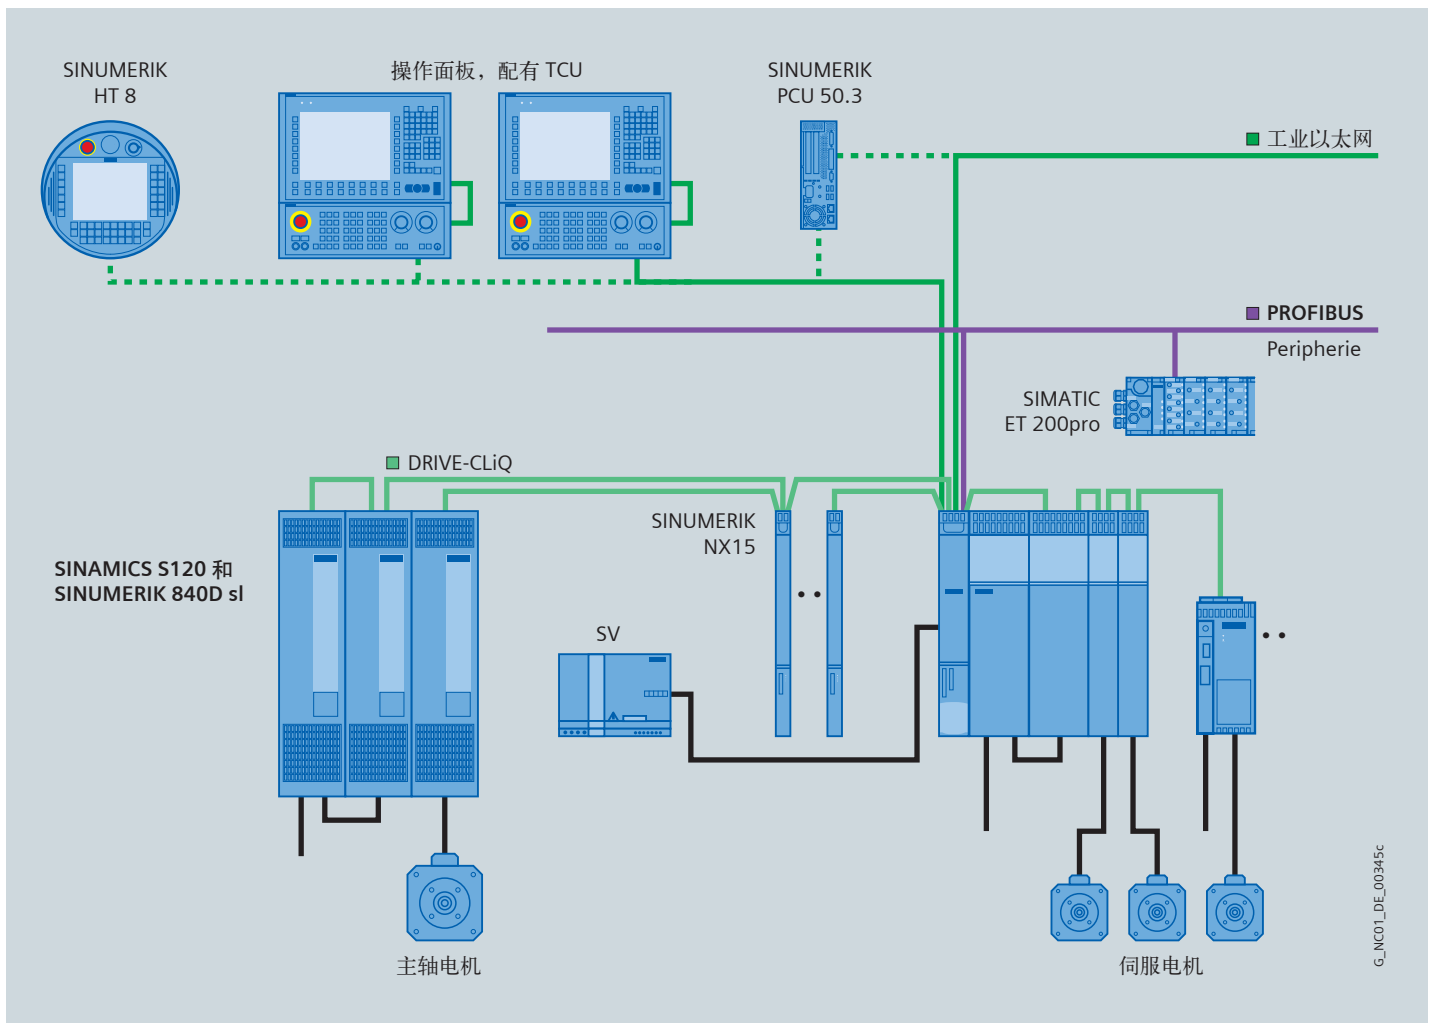 SINUMERIK
HT 8
操作面板，配有 TCU
SINUMERIK
PCU 50.3
工业以太网
PROFIBUS
Peripherie
SIMATIC
ET 200pro
DRIVE-CLiQ
SINUMERIK
NX15
SINAMICS S120 和
SINUMERIK 840D sl
SV
主轴电机
伺服电机
G_NC01_DE_00345c